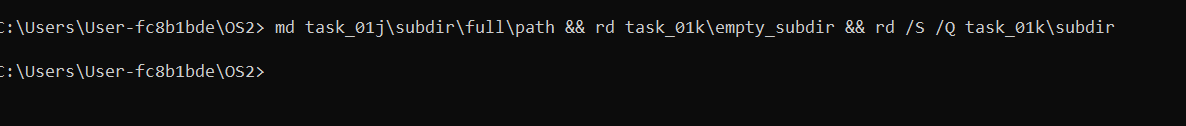 C:\Users\User-fc8b1bde\OS2> md task_01j\subdir\full\path && rd task_01k\empty_subdir && rd /S /Q task_01k\subdir
C:\Users\User-fc8b1bde\OS2>